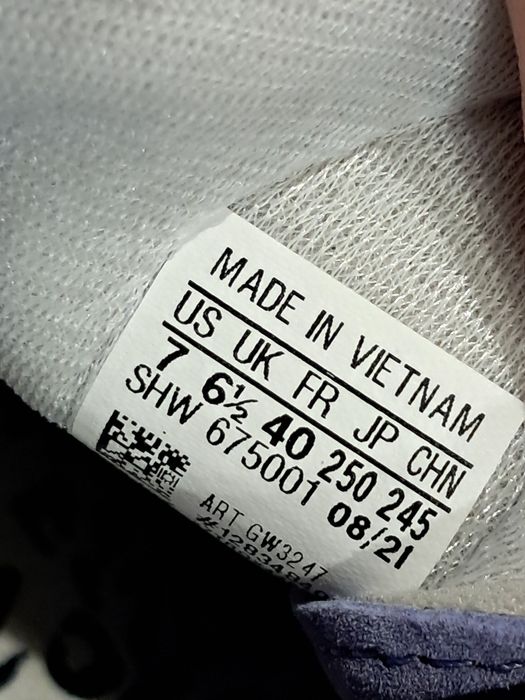 MADE IN VIETNAM
US UK FR JP CHN
7 6½ 40 250 245
SHW 675001 08/21
ART GW3247